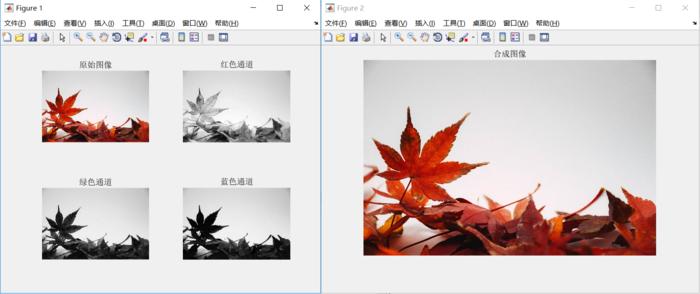 Figure 1
文件(F) 编辑(E) 查看(V) 插入(I) 工具(T) 桌面(D) 窗口(W) 帮助(H)
原始图像
红色通道
绿色通道
蓝色通道
Figure 2
文件(F) 编辑(E) 查看(V) 插入(I) 工具(T) 桌面(D) 窗口(W) 帮助(H)
合成图像